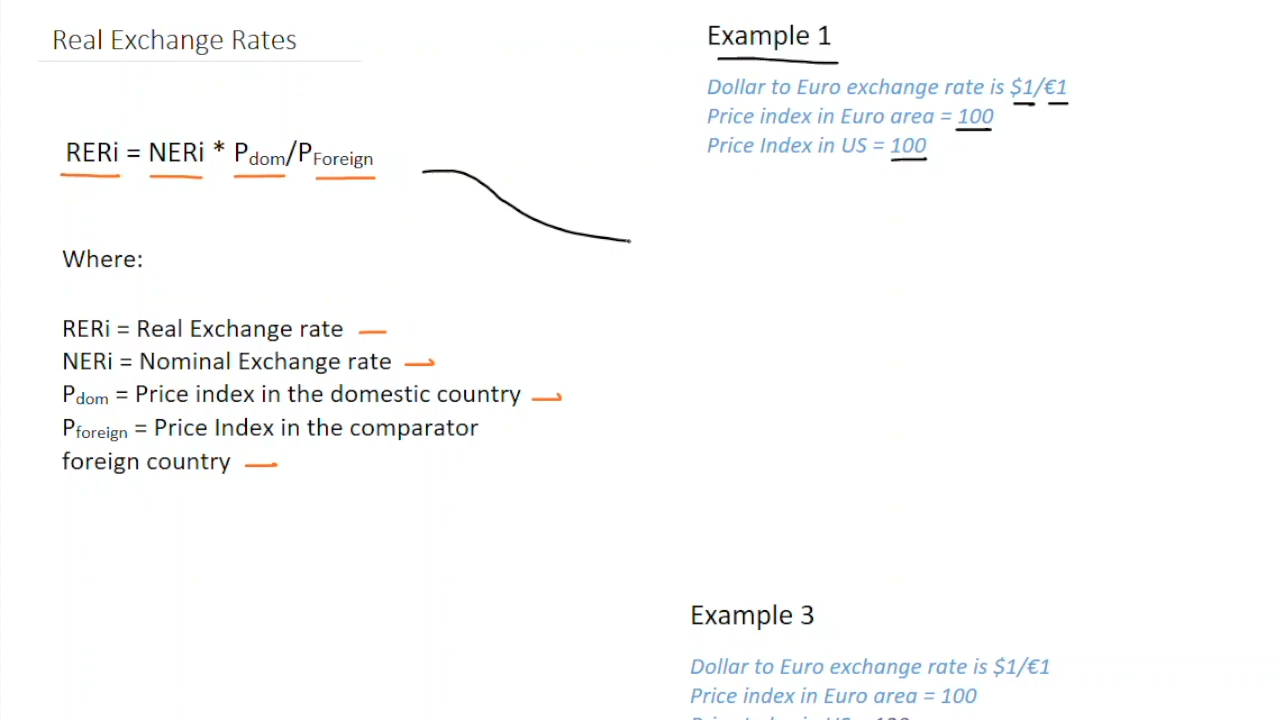 Real Exchange Rates
RERi = NERi * Pdom/PForeign
Where:
RERi = Real Exchange rate
NERi = Nominal Exchange rate
Pdom = Price index in the domestic country
Pforeign = Price Index in the comparator
foreign country
Example 1
Dollar to Euro exchange rate is $1/€1
Price index in Euro area = 100
Price Index in US = 100
Example 3
Dollar to Euro exchange rate is $1/€1
Price index in Euro area = 100